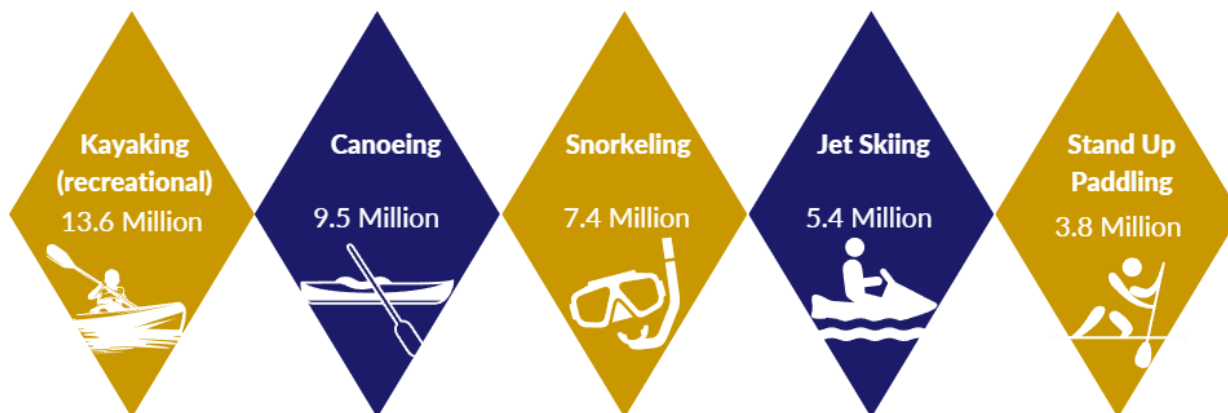 Kayaking
(recreational)
13.6 Million
Canoeing
9.5 Million
Snorkeling
7.4 Million
Jet Skiing
5.4 Million
Stand Up
Paddling
3.8 Million